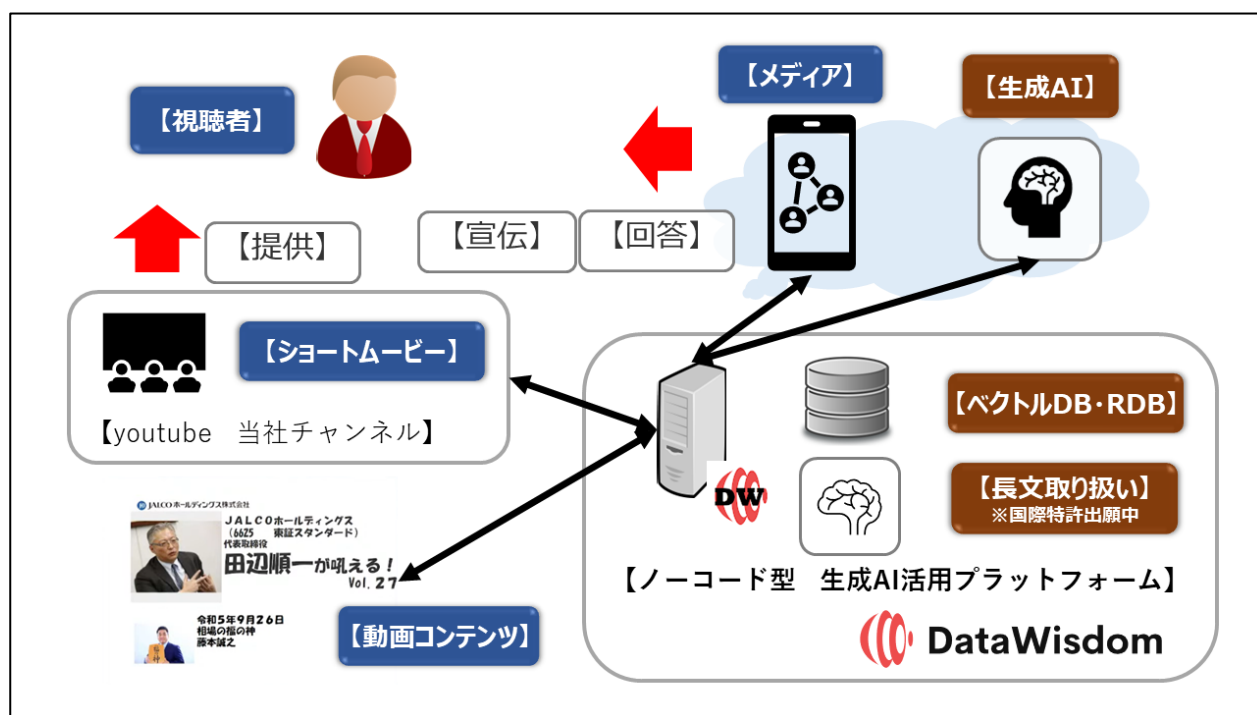 【メディア】
【生成AI】
【視聴者】
【提供】
【宣伝】
【回答】
【ショートムービー】
【youtube　当社チャンネル】
【ベクトルDB・RDB】
【長文取り扱い】
※国際特許出願中
DW
【ノーコード型　生成AI活用プラットフォーム】
DataWisdom
JALCOホールディングス株式会社
JALCOホールディングス
（6625　東証スタンダード）
代表取締役
田辺順一が吠える！
Vol.27
令和5年9月26日
相場の福の神
藤本誠之
【動画コンテンツ】